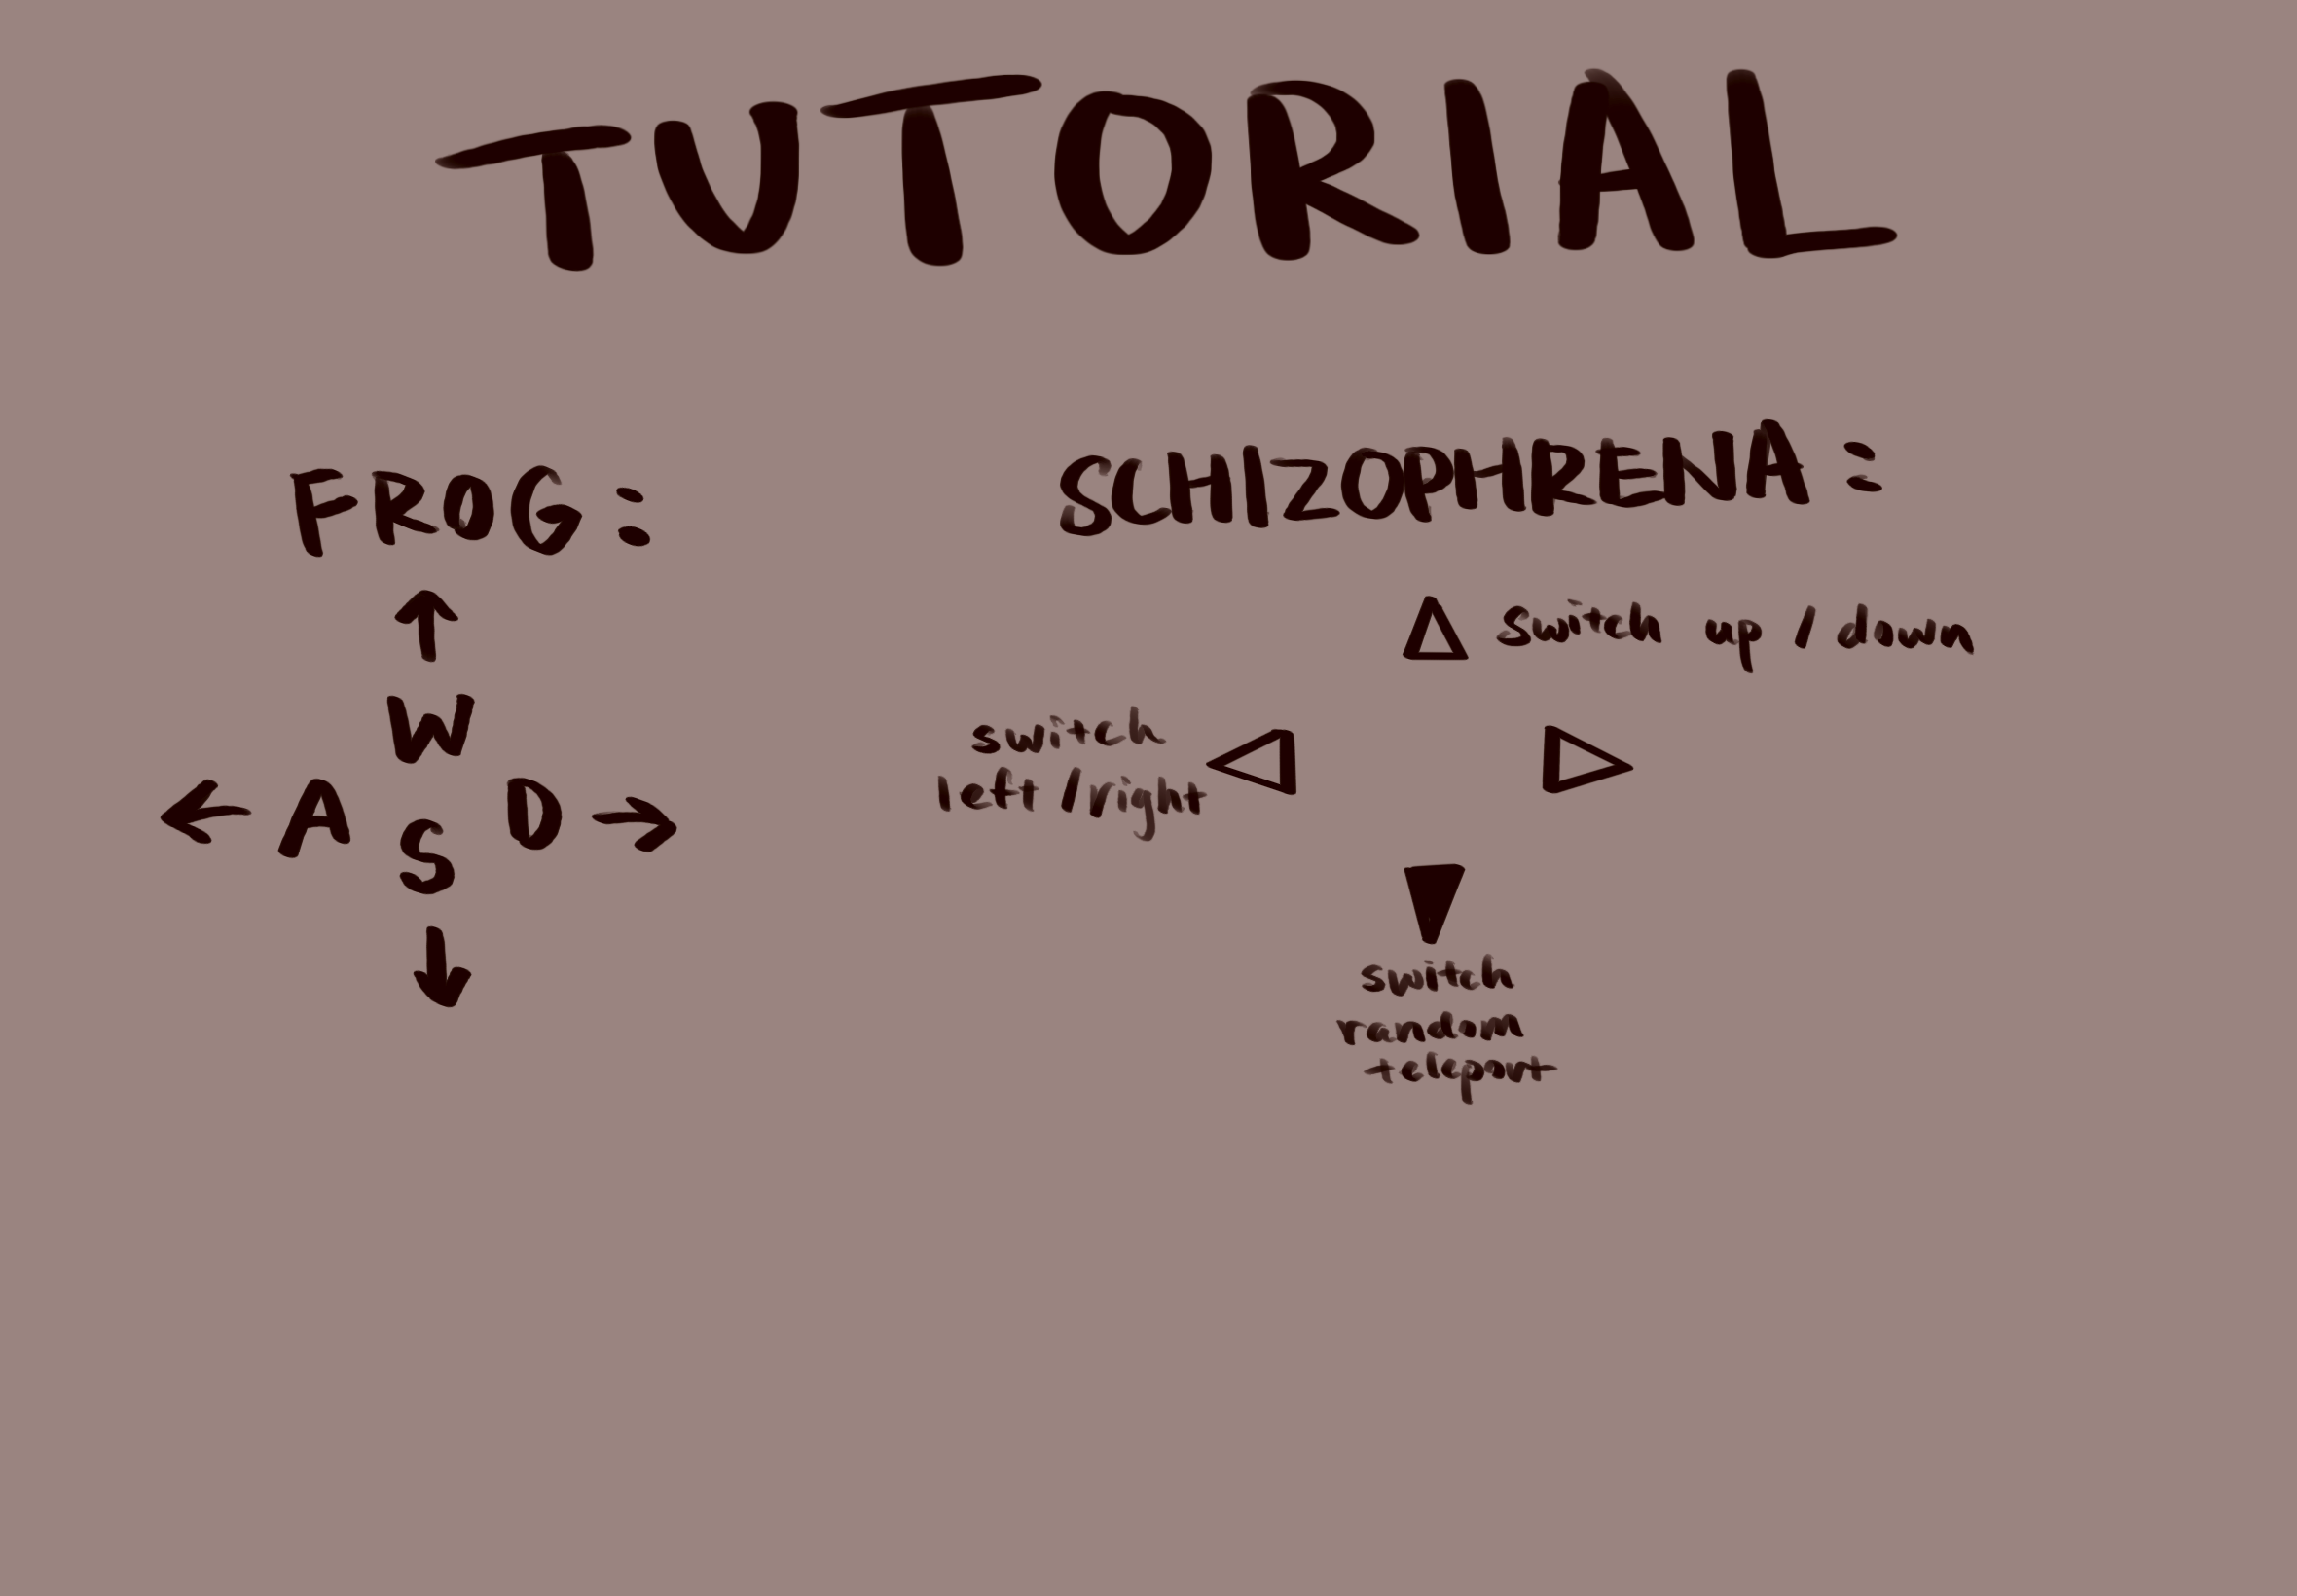 TUTORIAL
FROG:
W
A D
S
SCHIZOPHRENA:
switch up / down
switch
left / right
switch
random
teleport